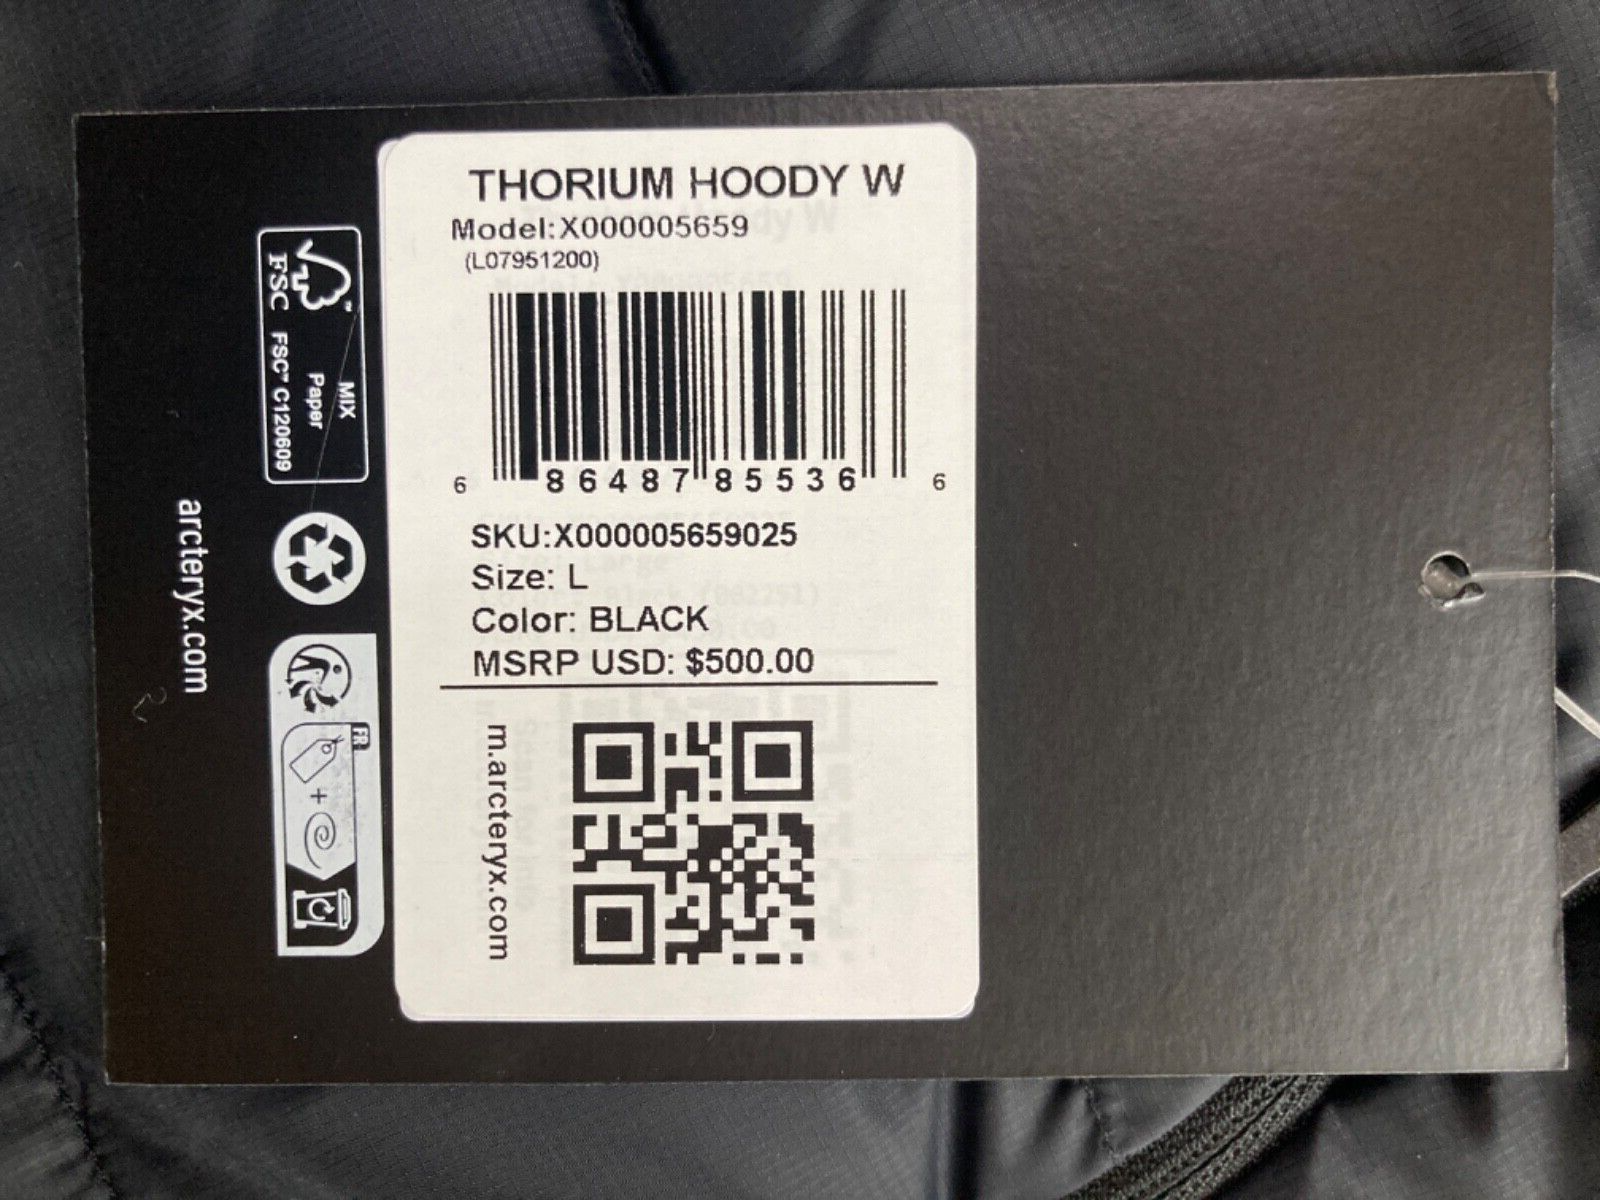 THORIUM HOODY W
Model:X000005659
(L07951200)
6 86487 85536 6
SKU:X000005659025
Size: L
Color: BLACK
MSRP USD: $500.00
m.arcteryx.com
FSC
MIX
Paper
FSC™ C120609
arcteryx.com
FR